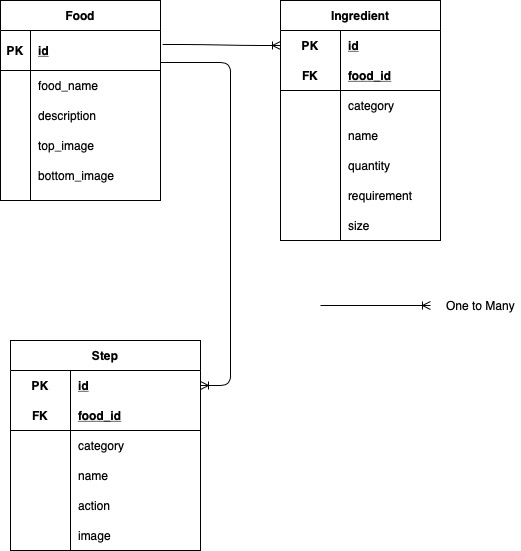 Food
PK id
food_name
description
top_image
bottom_image
Ingredient
PK id
FK food_id
category
name
quantity
requirement
size
One to Many
Step
PK id
FK food_id
category
name
action
image